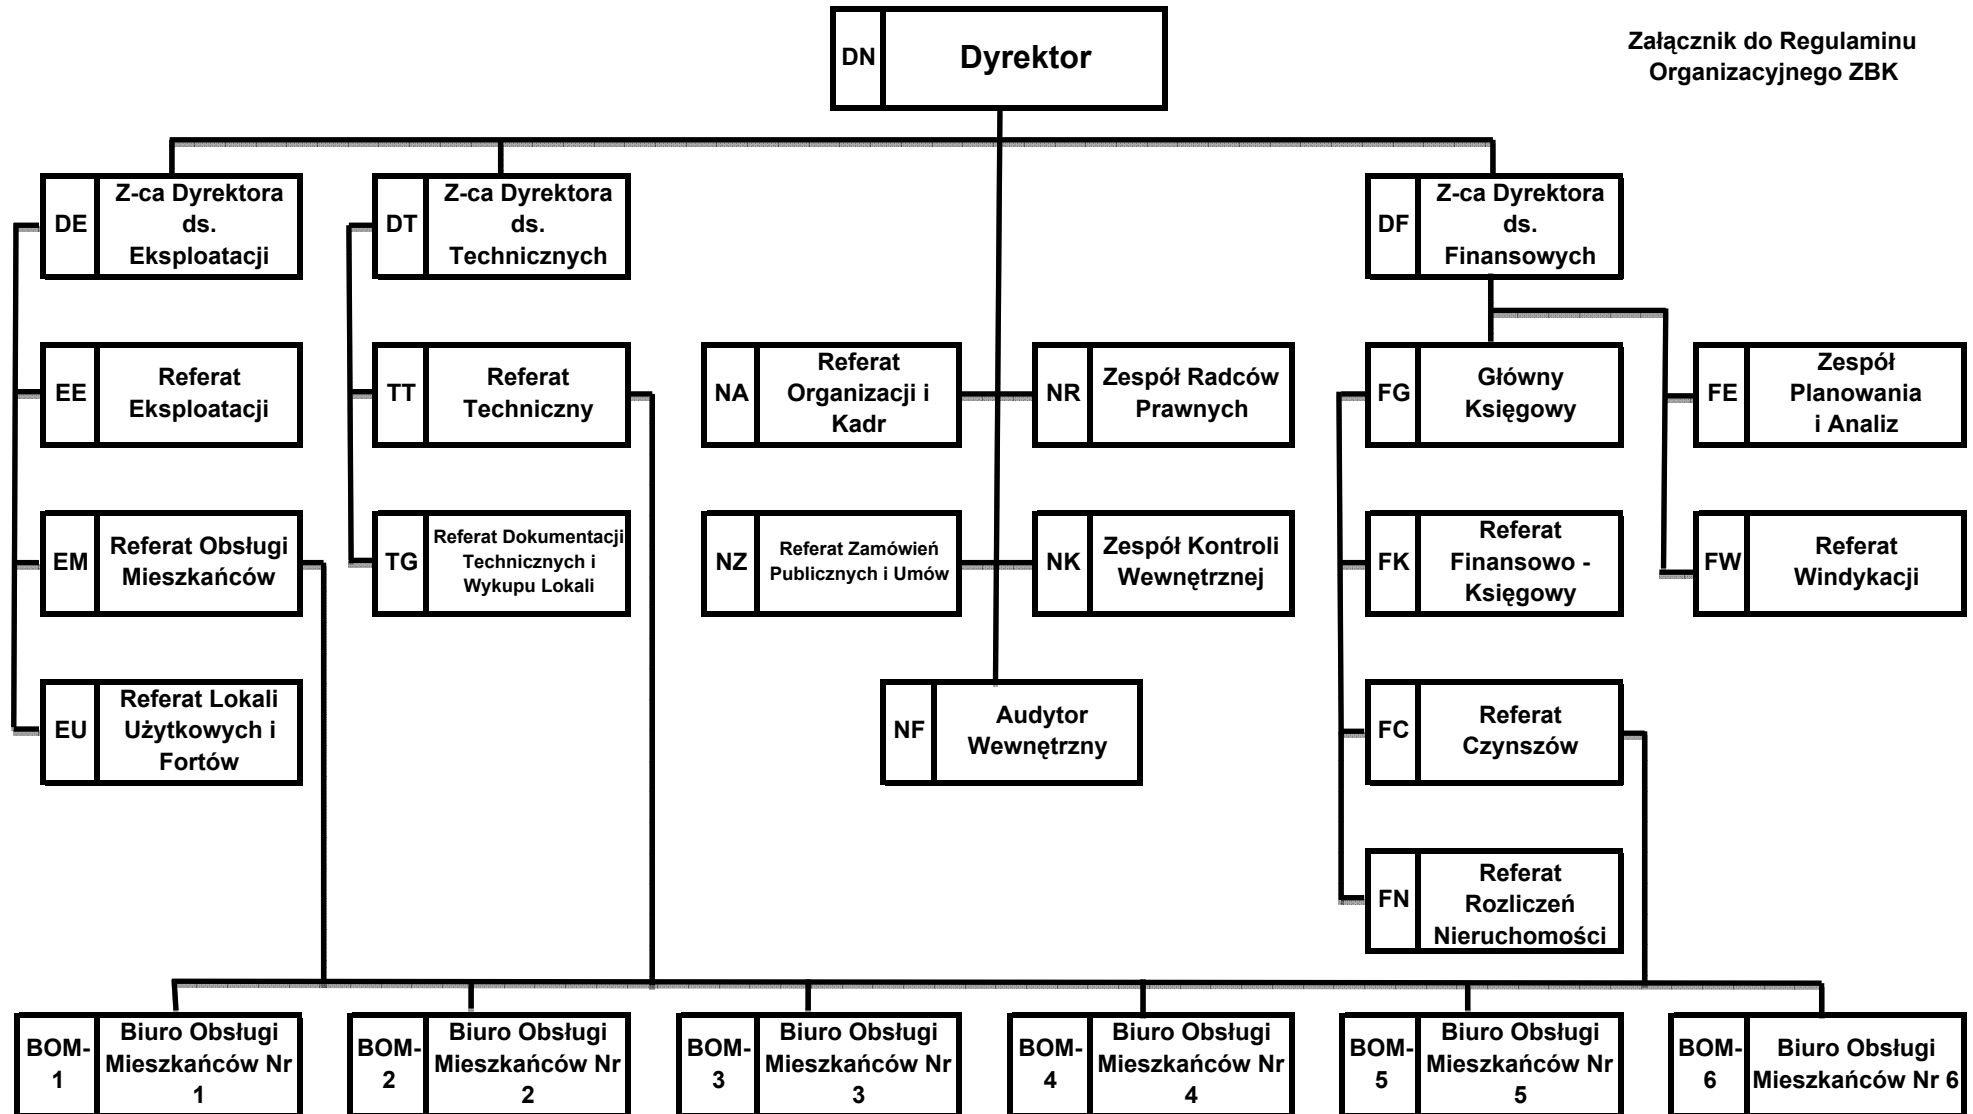 DN
Dyrektor
Załącznik do Regulaminu
Organizacyjnego ZBK
DE
Z-ca Dyrektora
ds.
Eksploatacji
DT
Z-ca Dyrektora
ds.
Technicznych
DF
Z-ca Dyrektora
ds.
Finansowych
EE
Referat
Eksploatacji
TT
Referat
Techniczny
NA
Referat
Organizacji i
Kadr
NR
Zespół Radców
Prawnych
FG
Główny
Księgowy
FE
Zespół
Planowania
i Analiz
EM
Referat Obsługi
Mieszkańców
TG
Referat Dokumentacji
Technicznych i
Wykupu Lokali
NZ
Referat Zamówień
Publicznych i Umów
NK
Zespół Kontroli
Wewnętrznej
FK
Referat
Finansowo -
Księgowy
FW
Referat
Windykacji
EU
Referat Lokali
Użytkowych i
Fortów
NF
Audytor
Wewnętrzny
FC
Referat
Czynszów
FN
Referat
Rozliczeń
Nieruchomości
BOM-
1
Biuro Obsługi
Mieszkańców Nr
1
BOM-
2
Biuro Obsługi
Mieszkańców Nr
2
BOM-
3
Biuro Obsługi
Mieszkańców Nr
3
BOM-
4
Biuro Obsługi
Mieszkańców Nr
4
BOM-
5
Biuro Obsługi
Mieszkańców Nr
5
BOM-
6
Biuro Obsługi
Mieszkańców Nr 6